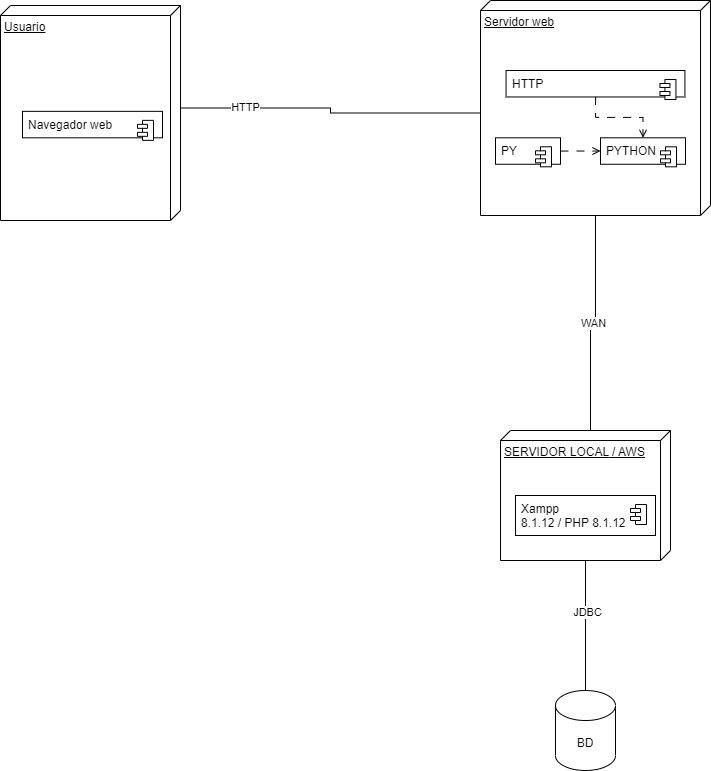 Usuario
Servidor web
HTTP
HTTP
Navegador web
PY
PYTHON
WAN
SERVIDOR LOCAL / AWS
Xampp
8.1.12 / PHP 8.1.12
JDBC
BD